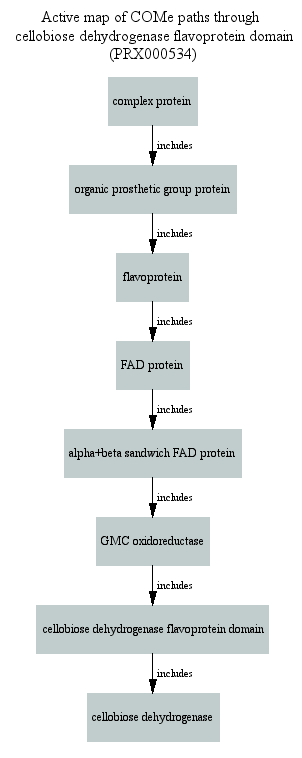 Active map of COMe paths through
cellobiose dehydrogenase flavoprotein domain
(PRX000534)
complex protein
includes
organic prosthetic group protein
includes
flavoprotein
includes
FAD protein
includes
alpha+beta sandwich FAD protein
includes
GMC oxidoreductase
includes
cellobiose dehydrogenase flavoprotein domain
includes
cellobiose dehydrogenase